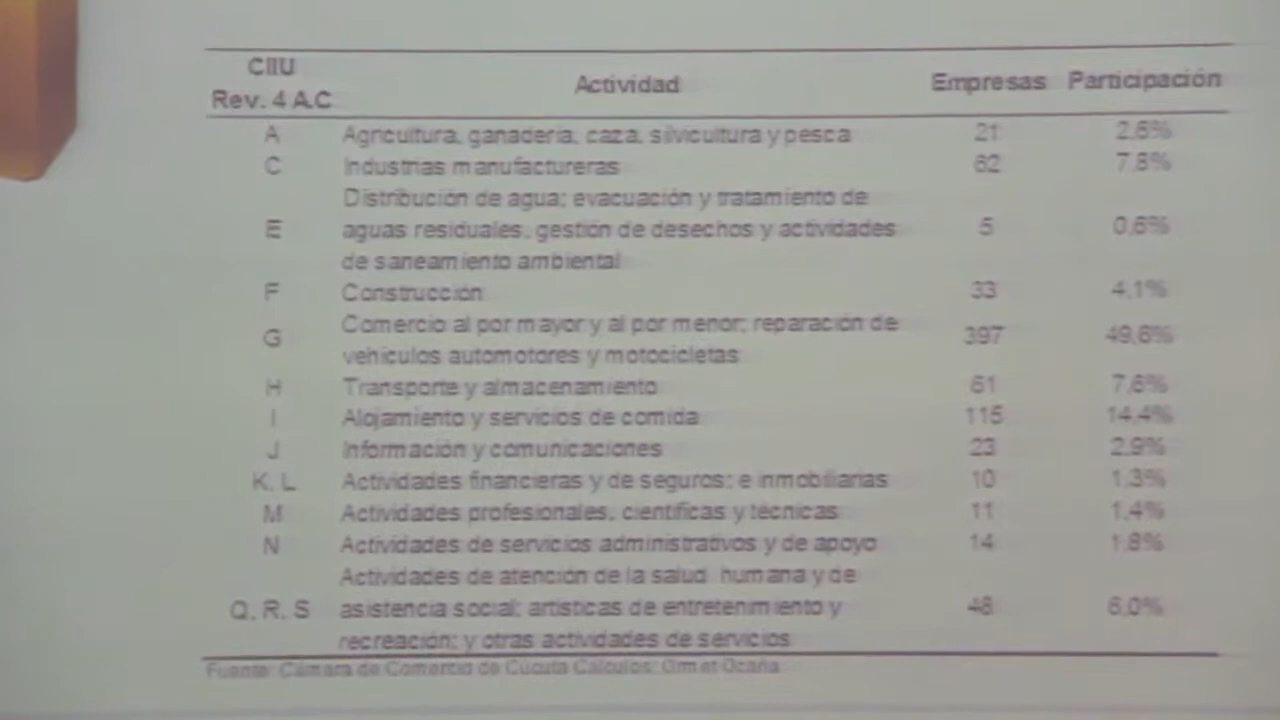 CIIU
Rev. 4 A.C
Actividad
Empresas
Participación
A Agricultura, ganadería, caza, silvicultura y pesca 21 2,6%
C Industrias manufactureras 62 7,8%
Distribución de agua; evacuación y tratamiento de
E aguas residuales, gestión de desechos y actividades 5 0,6%
de saneamiento ambiental
F Construcción 33 4,1%
Comercio al por mayor y al por menor; reparación de
G 397 49,6%
vehículos automotores y motocicletas
H Transporte y almacenamiento 61 7,6%
I Alojamiento y servicios de comida 115 14,4%
J Información y comunicaciones 23 2,9%
K, L Actividades financieras y de seguros; e inmobiliarias 10 1,3%
M Actividades profesionales, científicas y técnicas 11 1,4%
N Actividades de servicios administrativos y de apoyo 14 1,8%
Actividades de atención de la salud humana y de
Q, R, S asistencia social; artísticas de entretenimiento y 48 6,0%
recreación; y otras actividades de servicios
Fuente: Cámara de Comercio de Cúcuta Cálculos: Ormet Ocaña